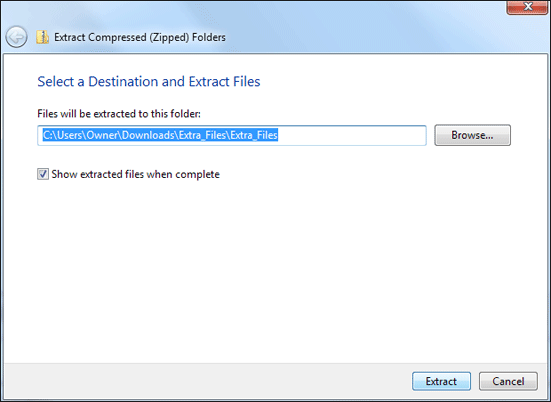 Extract Compressed (Zipped) Folders
Select a Destination and Extract Files
Files will be extracted to this folder:
C:\Users\Owner\Downloads\Extra_Files\Extra_Files
Browse...
Show extracted files when complete
Extract
Cancel